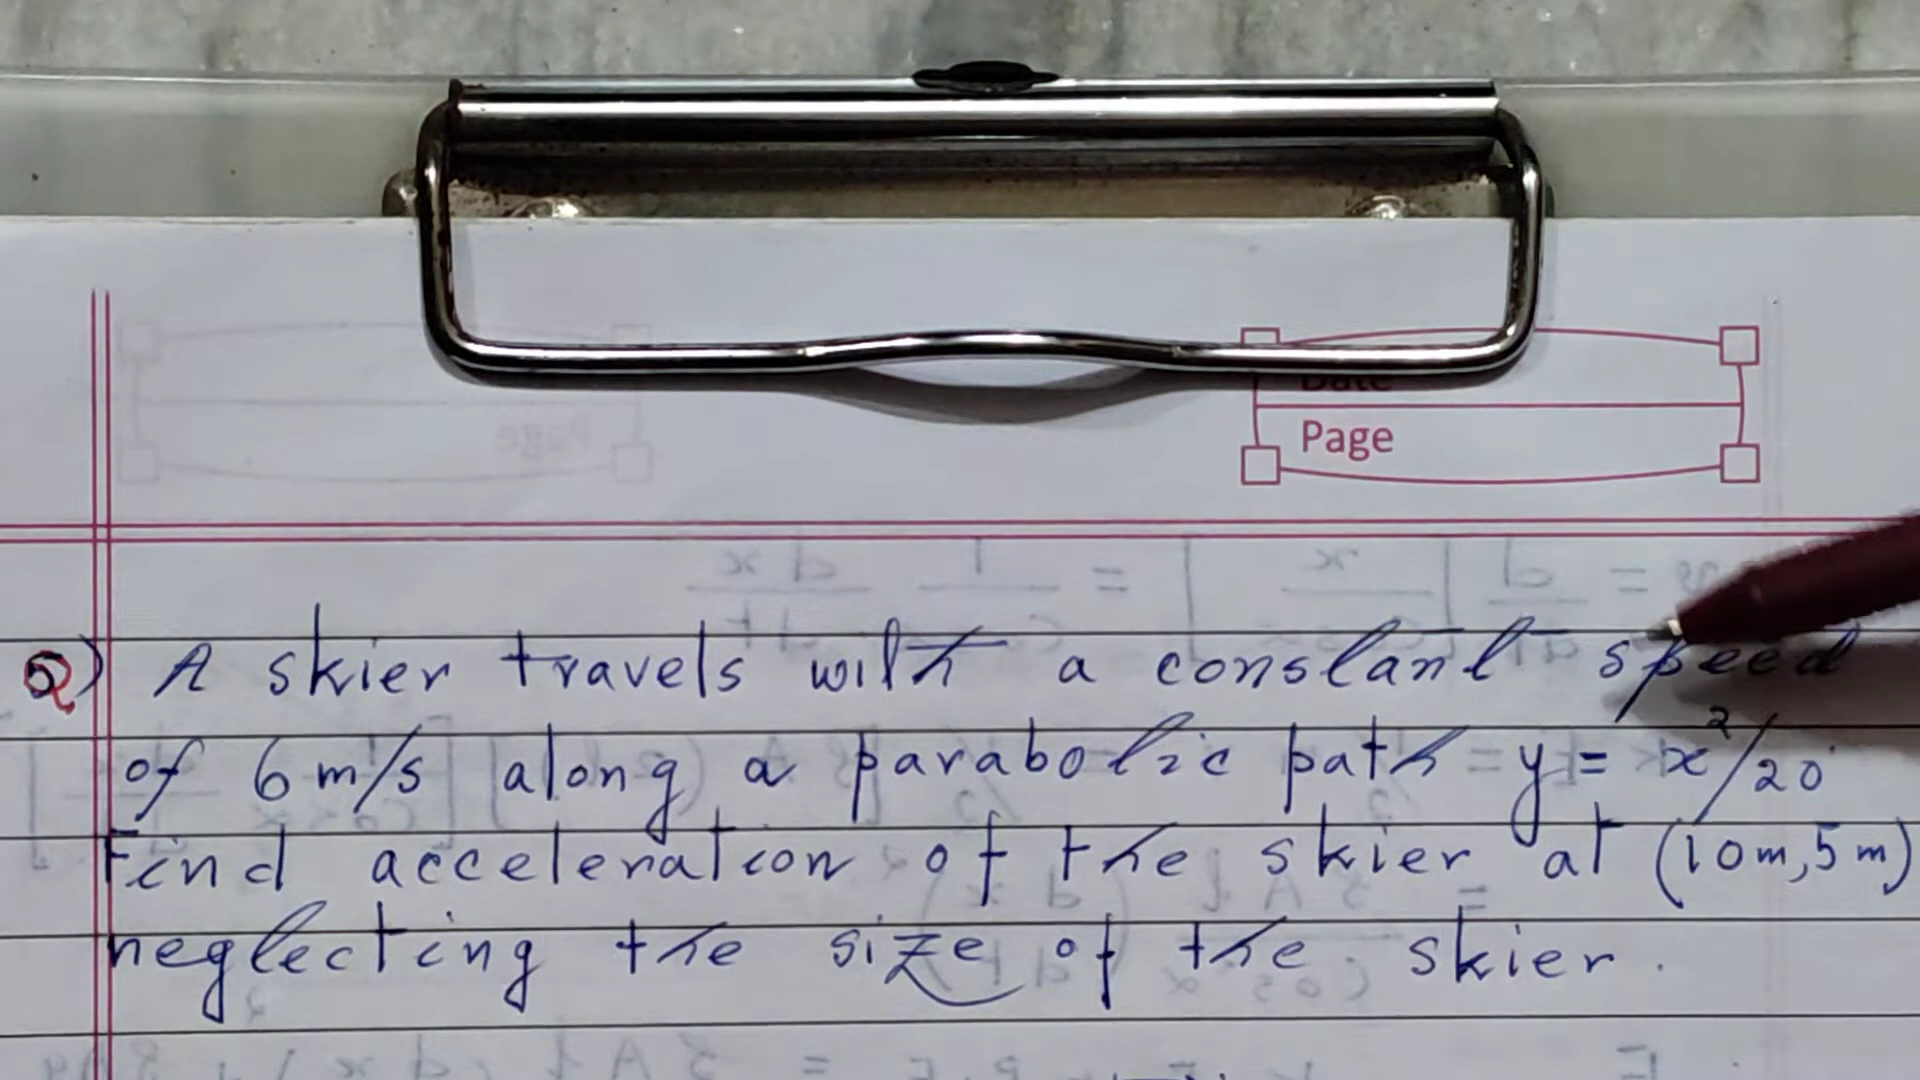 Date
Page
Q) A skier travels with a constant speed
of 6 m/s along a parabolic path y = x²/20.
Find acceleration of the skier at (10m,5m)
neglecting the size of the skier.